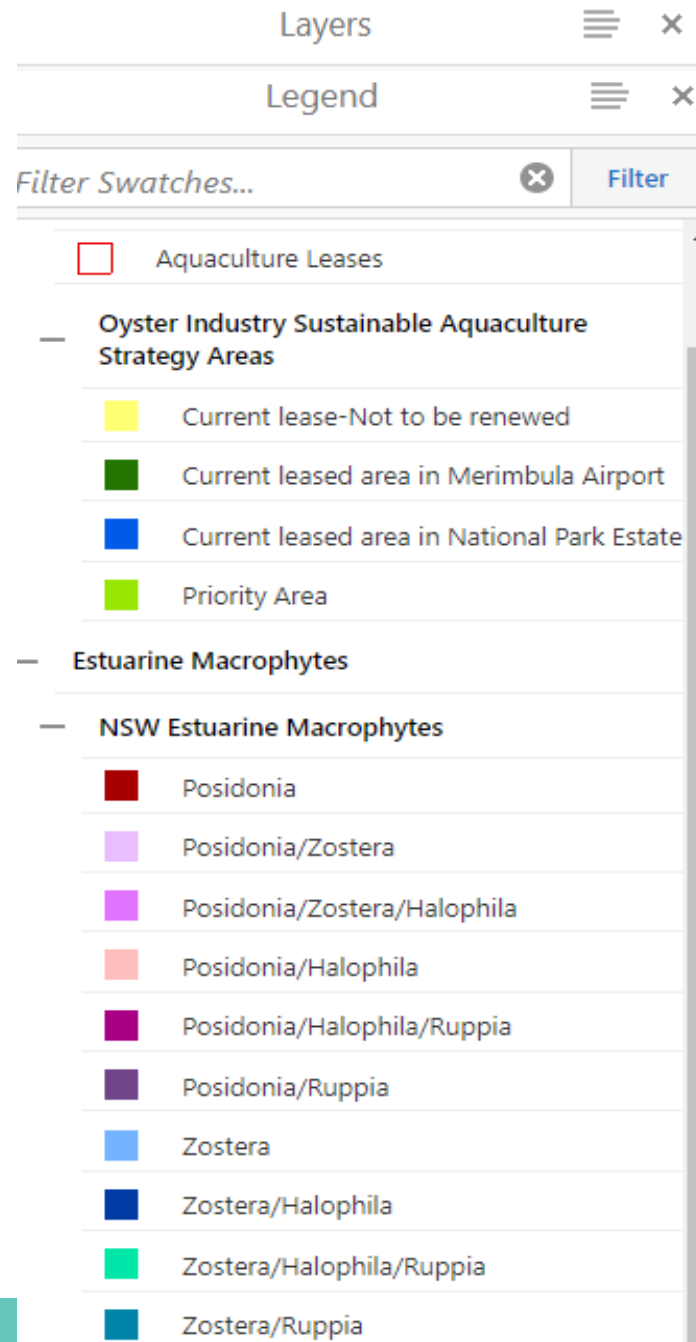 Layers
Legend
Filter Swatches...
Filter
Aquaculture Leases
Oyster Industry Sustainable Aquaculture
Strategy Areas
Current lease-Not to be renewed
Current leased area in Merimbula Airport
Current leased area in National Park Estate
Priority Area
Estuarine Macrophytes
NSW Estuarine Macrophytes
Posidonia
Posidonia/Zostera
Posidonia/Zostera/Halophila
Posidonia/Halophila
Posidonia/Halophila/Ruppia
Posidonia/Ruppia
Zostera
Zostera/Halophila
Zostera/Halophila/Ruppia
Zostera/Ruppia